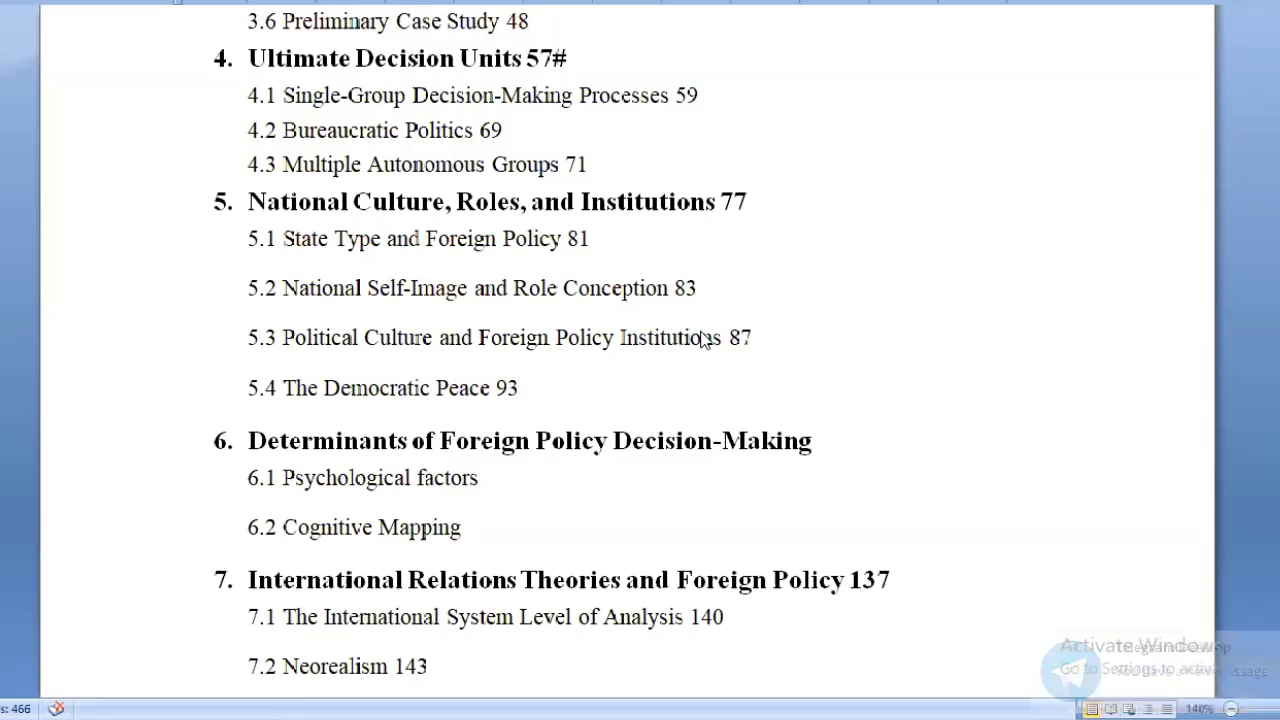 3.6 Preliminary Case Study 48
4. Ultimate Decision Units 57#
4.1 Single-Group Decision-Making Processes 59
4.2 Bureaucratic Politics 69
4.3 Multiple Autonomous Groups 71
5. National Culture, Roles, and Institutions 77
5.1 State Type and Foreign Policy 81
5.2 National Self-Image and Role Conception 83
5.3 Political Culture and Foreign Policy Institutions 87
5.4 The Democratic Peace 93
6. Determinants of Foreign Policy Decision-Making
6.1 Psychological factors
6.2 Cognitive Mapping
7. International Relations Theories and Foreign Policy 137
7.1 The International System Level of Analysis 140
7.2 Neorealism 143
Activate Windows
Go to Settings to
s: 466
140%